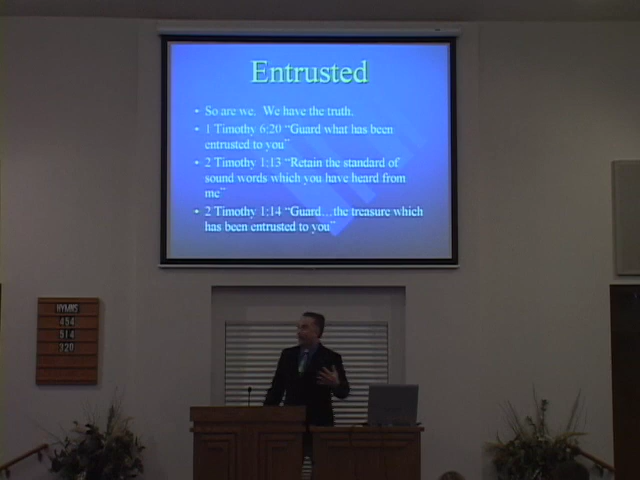 Entrusted
• So are we. We have the truth.
• 1 Timothy 6:20 “Guard what has been
entrusted to you”
• 2 Timothy 1:13 “Retain the standard of
sound words which you have heard from
me”
• 2 Timothy 1:14 “Guard…the treasure which
has been entrusted to you”
HYMNS
454
514
320